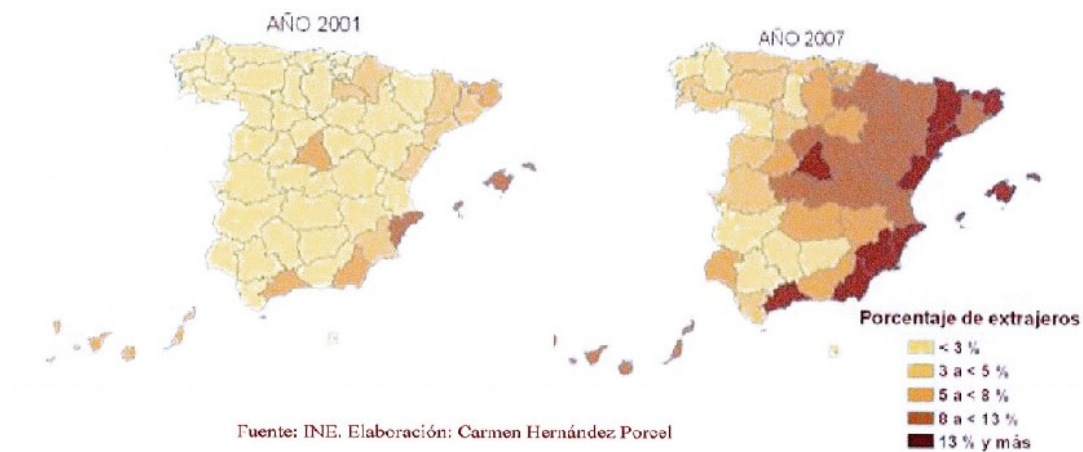 AÑO 2001
AÑO 2007
Porcentaje de extrajeros
< 3 %
3 a < 5 %
5 a < 8 %
8 a < 13 %
13 % y más
Fuente: INE. Elaboración: Carmen Hernández Porcel